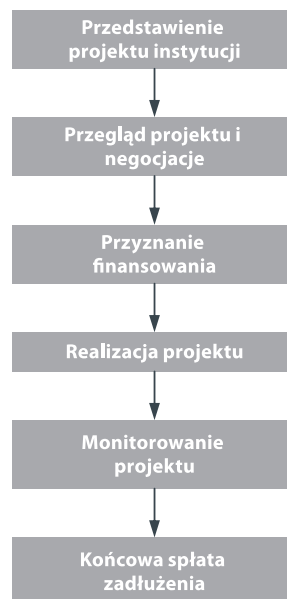 Przedstawienie
projektu instytucji
Przegląd projektu i
negocjacje
Przyznanie
finansowania
Realizacja projektu
Monitorowanie
projektu
Końcowa spłata
zadłużenia